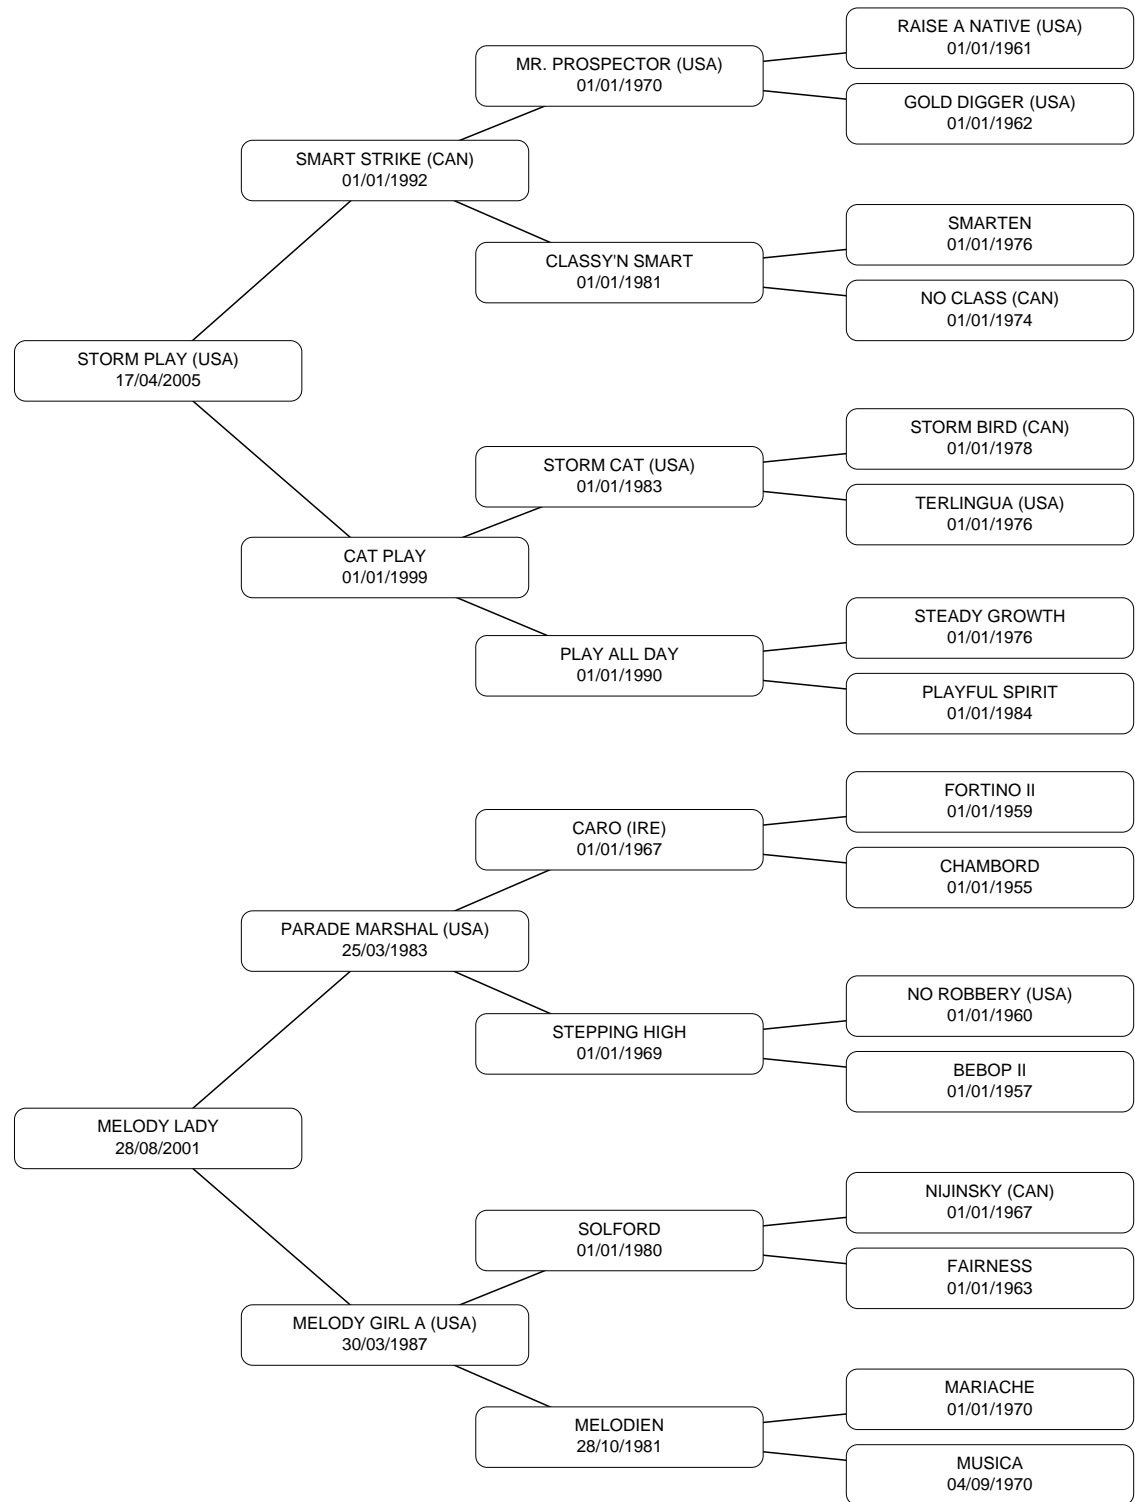 RAISE A NATIVE (USA)
01/01/1961
MR. PROSPECTOR (USA)
01/01/1970
GOLD DIGGER (USA)
01/01/1962
SMART STRIKE (CAN)
01/01/1992
SMARTEN
01/01/1976
CLASSY'N SMART
01/01/1981
NO CLASS (CAN)
01/01/1974
STORM PLAY (USA)
17/04/2005
STORM BIRD (CAN)
01/01/1978
STORM CAT (USA)
01/01/1983
TERLINGUA (USA)
01/01/1976
CAT PLAY
01/01/1999
STEADY GROWTH
01/01/1976
PLAY ALL DAY
01/01/1990
PLAYFUL SPIRIT
01/01/1984
FORTINO II
01/01/1959
CARO (IRE)
01/01/1967
CHAMBORD
01/01/1955
PARADE MARSHAL (USA)
25/03/1983
NO ROBBERY (USA)
01/01/1960
STEPPING HIGH
01/01/1969
BEBOP II
01/01/1957
MELODY LADY
28/08/2001
NIJINSKY (CAN)
01/01/1967
SOLFORD
01/01/1980
FAIRNESS
01/01/1963
MELODY GIRL A (USA)
30/03/1987
MARIACHE
01/01/1970
MELODIEN
28/10/1981
MUSICA
04/09/1970